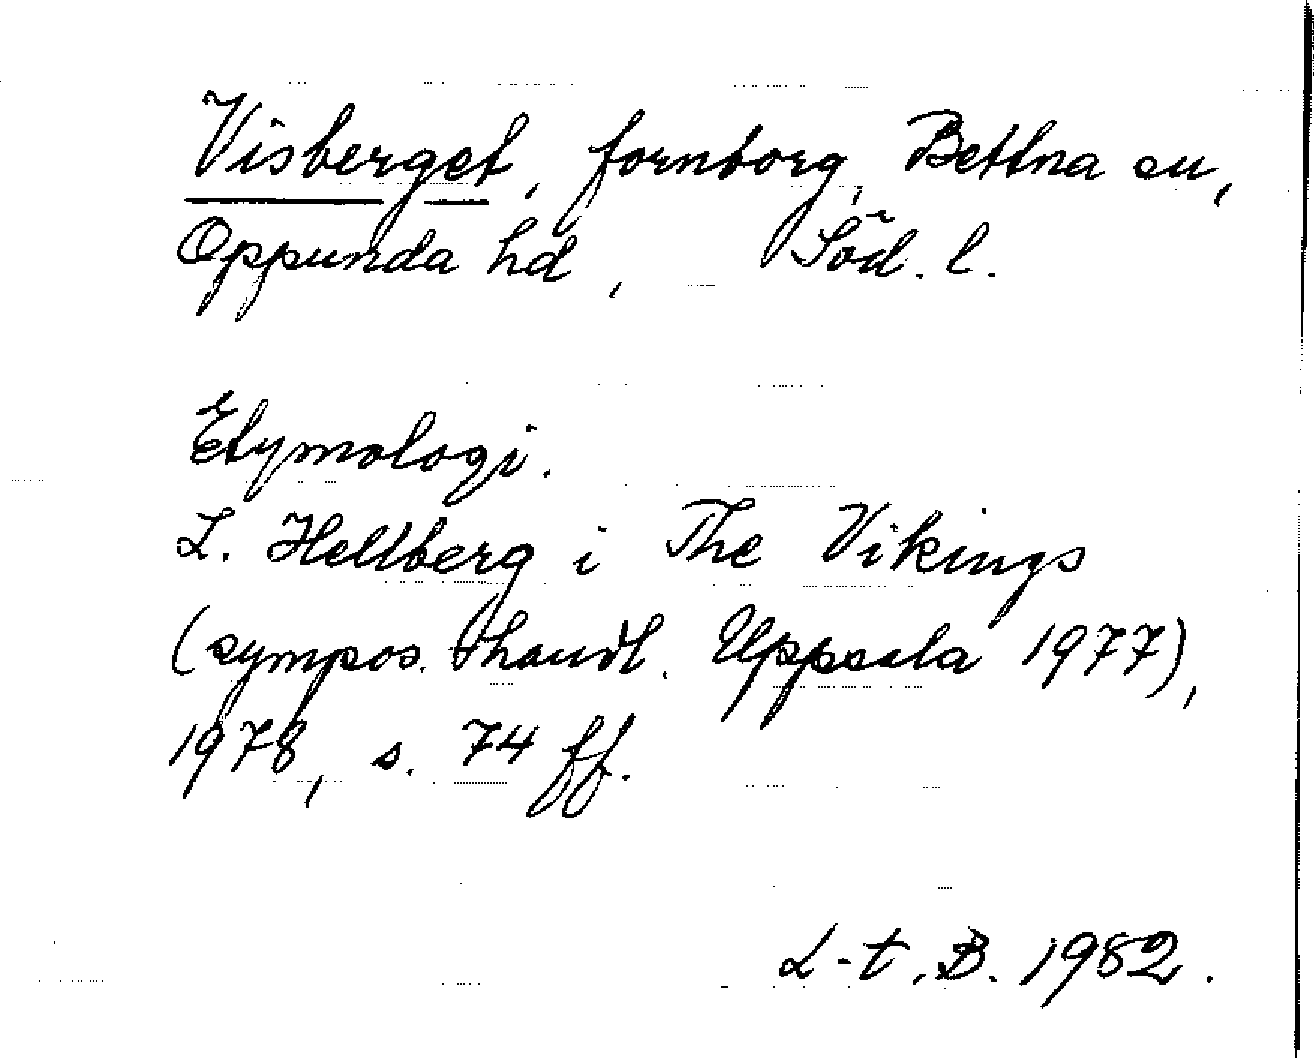 Visberget, fornborg, Bettna sn,
Oppunda hd, Söd. l.
Etymologi.
L. Hellberg i The Vikings
(sympos. handl. Uppsala 1977),
1978, s. 74 ff.
L-t, B. 1982.